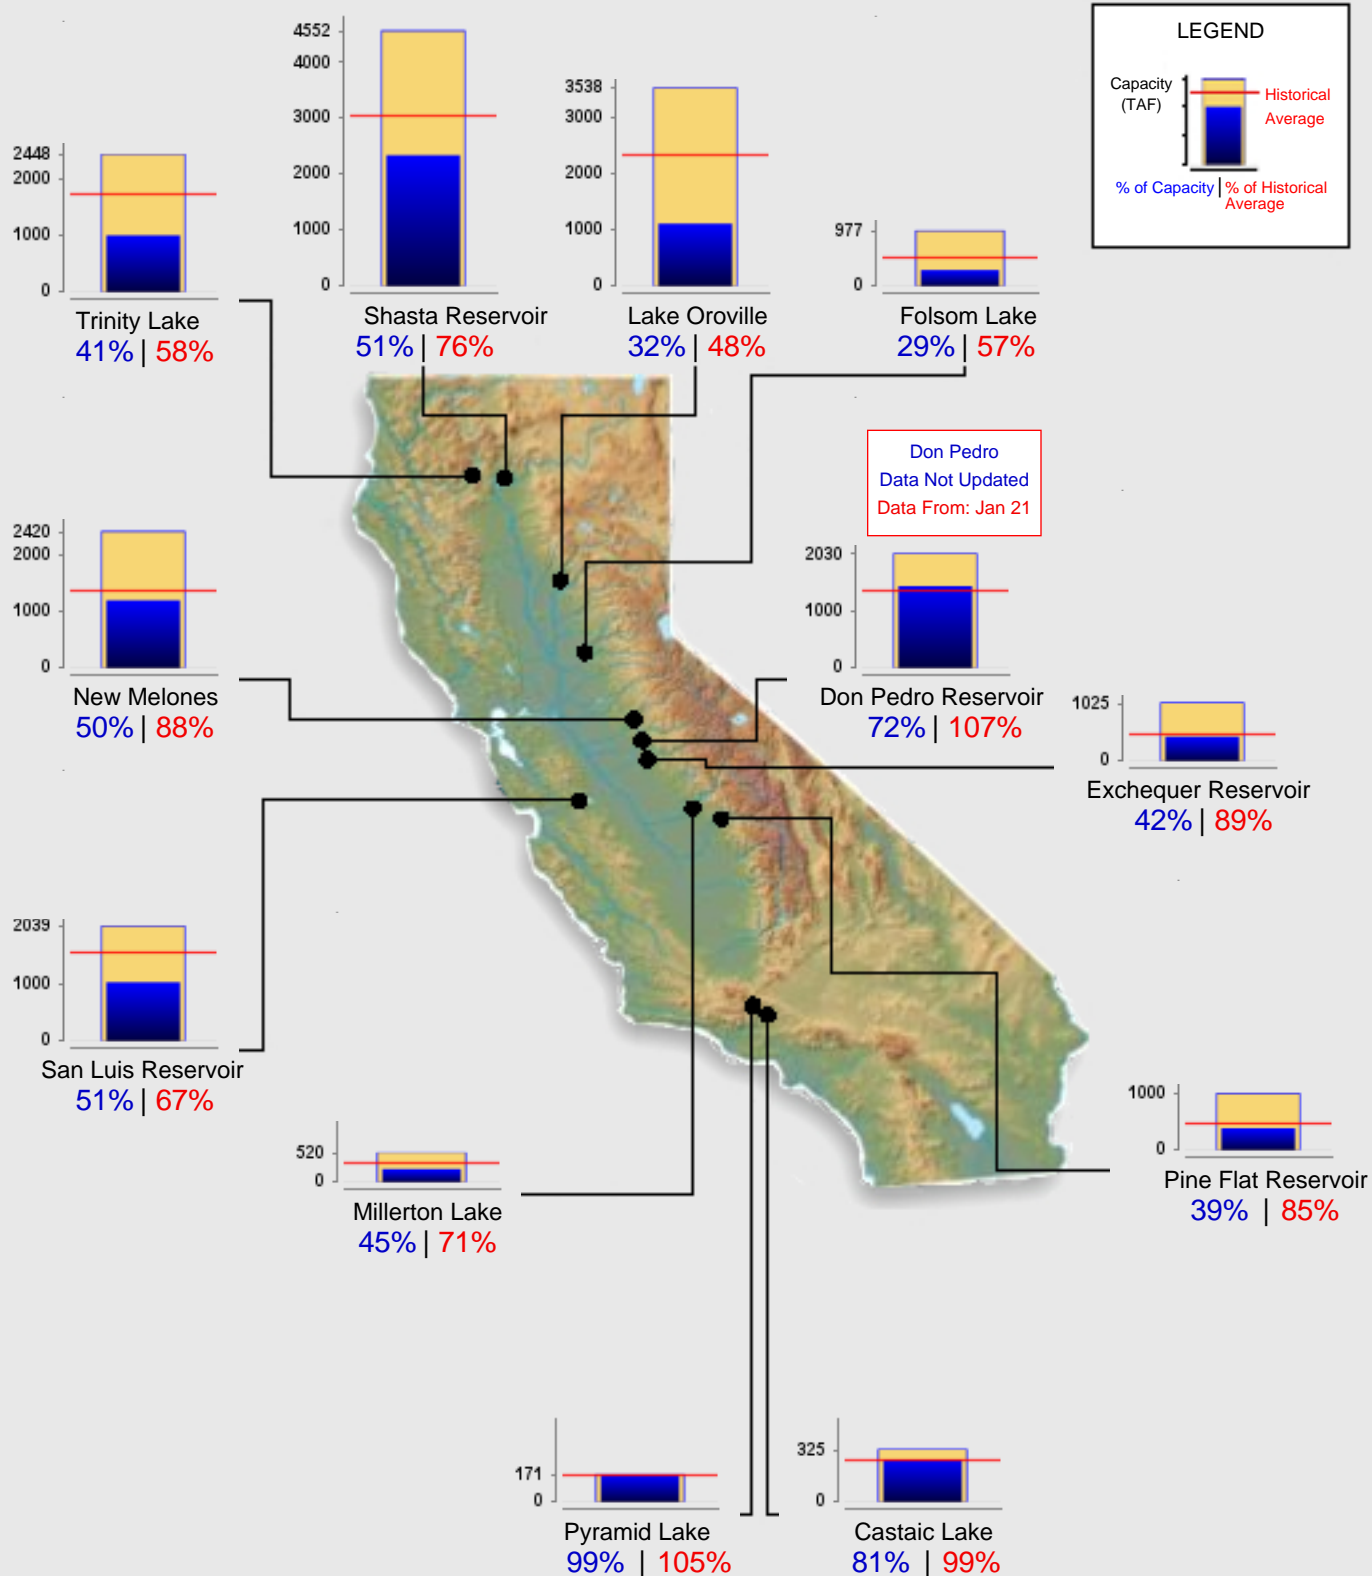 LEGEND
Capacity
(TAF)
Historical
Average
% of Capacity | % of Historical
Average
4552
4000
3000
2000
1000
0
Shasta Reservoir
51% | 76%
3538
3000
2000
1000
0
Lake Oroville
32% | 48%
2448
2000
1000
0
Trinity Lake
41% | 58%
977
0
Folsom Lake
29% | 57%
Don Pedro
Data Not Updated
Data From: Jan 21
2420
2000
1000
0
New Melones
50% | 88%
2030
1000
0
Don Pedro Reservoir
72% | 107%
1025
0
Exchequer Reservoir
42% | 89%
2039
1000
0
San Luis Reservoir
51% | 67%
520
0
Millerton Lake
45% | 71%
1000
0
Pine Flat Reservoir
39% | 85%
171
0
Pyramid Lake
99% | 105%
325
0
Castaic Lake
81% | 99%